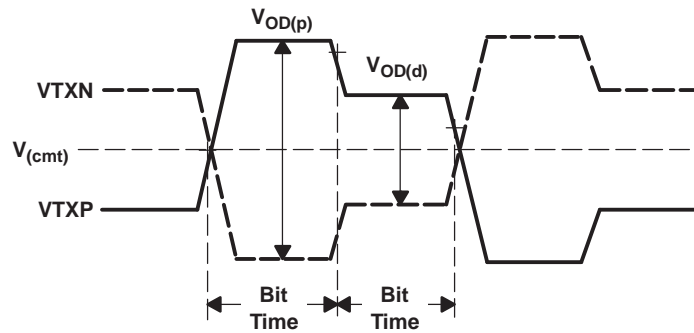 VOD(p)
VOD(d)
VTXN
V(cmt)
VTXP
Bit
Time
Bit
Time